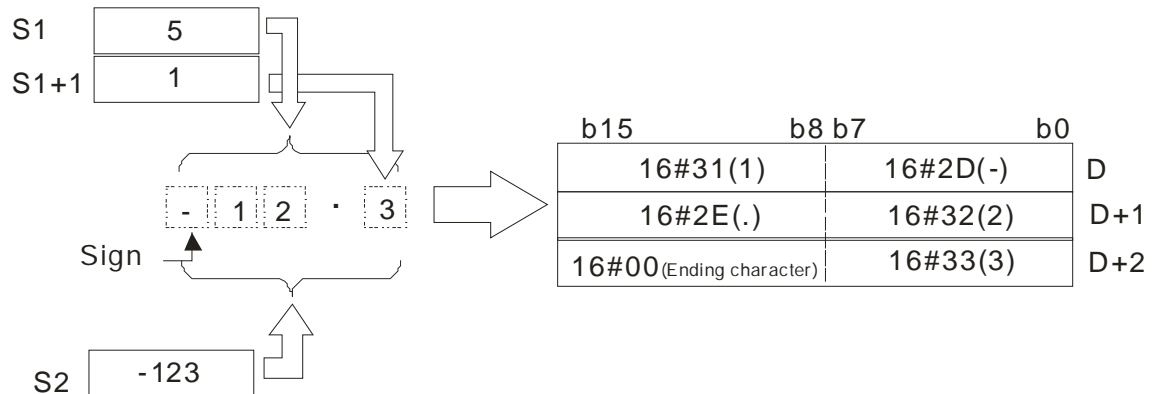 S1 5
S1+1 1
- 1 2 . 3
Sign
S2 -123
b15 b8 b7 b0
16#31(1) 16#2D(-) D
16#2E(.) 16#32(2) D+1
16#00(Ending character) 16#33(3) D+2